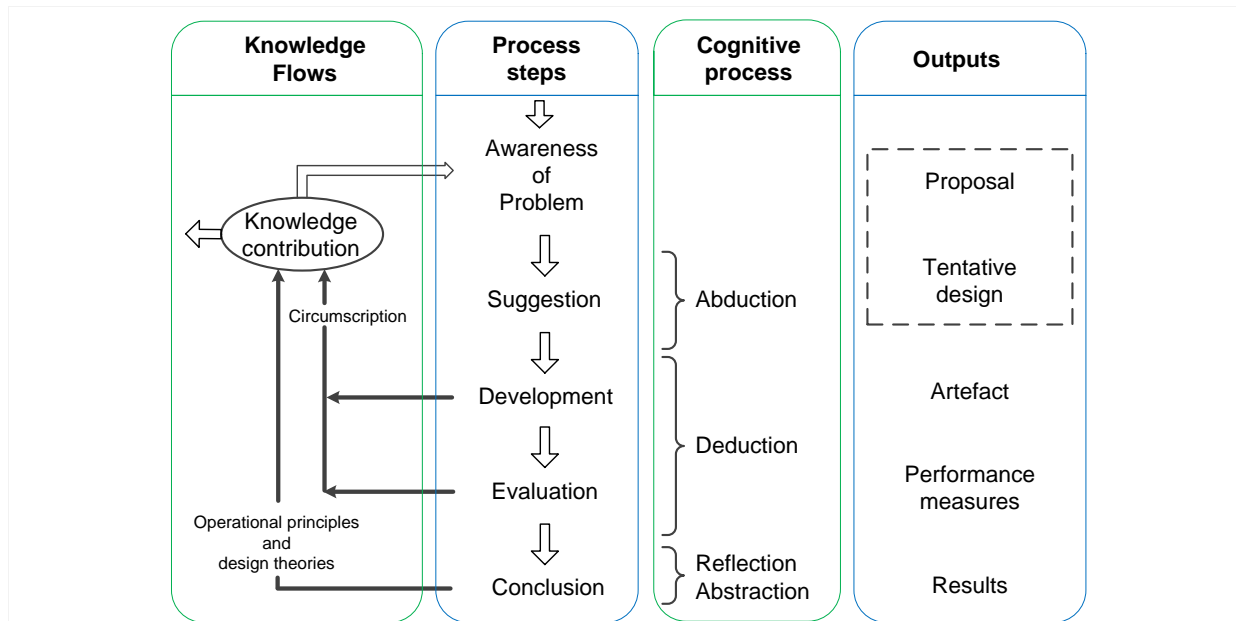 Knowledge
Flows
Process
steps
Cognitive
process
Outputs
Knowledge
contribution
Circumscription
Operational principles
and
design theories
Awareness
of
Problem
Suggestion
Development
Evaluation
Conclusion
Abduction
Deduction
Reflection
Abstraction
Proposal
Tentative
design
Artefact
Performance
measures
Results